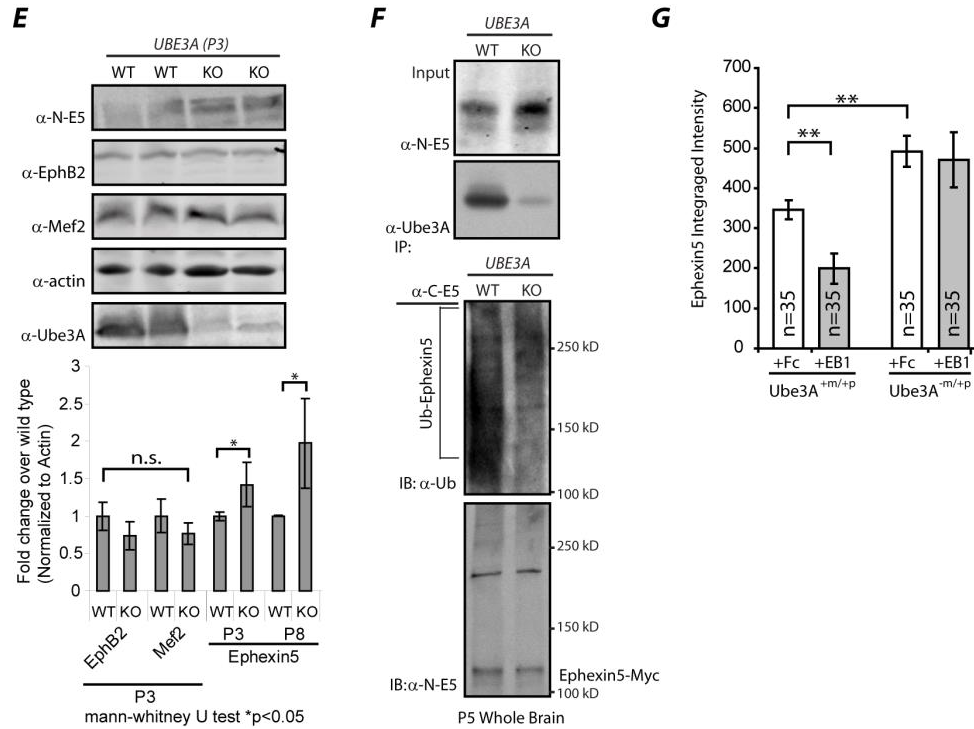 E
UBE3A (P3)
WT WT KO KO
α-N-E5
α-EphB2
α-Mef2
α-actin
α-Ube3A
Fold change over wild type
(Normalized to Actin)
3
2.5
2
1.5
1
0.5
0
n.s.
*
*
WT KO WT KO WT KO WT KO
EphB2 Mef2 P3 P8
Ephexin5
P3
mann-whitney U test *p<0.05
F
UBE3A
WT KO
Input
α-N-E5
α-Ube3A
IP:
UBE3A
α-C-E5 WT KO
Ub-Ephexin5
250 kD
150 kD
100 kD
IB: α-Ub
250 kD
150 kD
Ephexin5-Myc
IB:α-N-E5
100 kD
P5 Whole Brain
G
Ephexin5 Integraged Intensity
700
600
500
400
300
200
100
0
**
**
n=35 n=35 n=35 n=35
+Fc +EB1 +Fc +EB1
Ube3A+m/+p Ube3A-m/+p